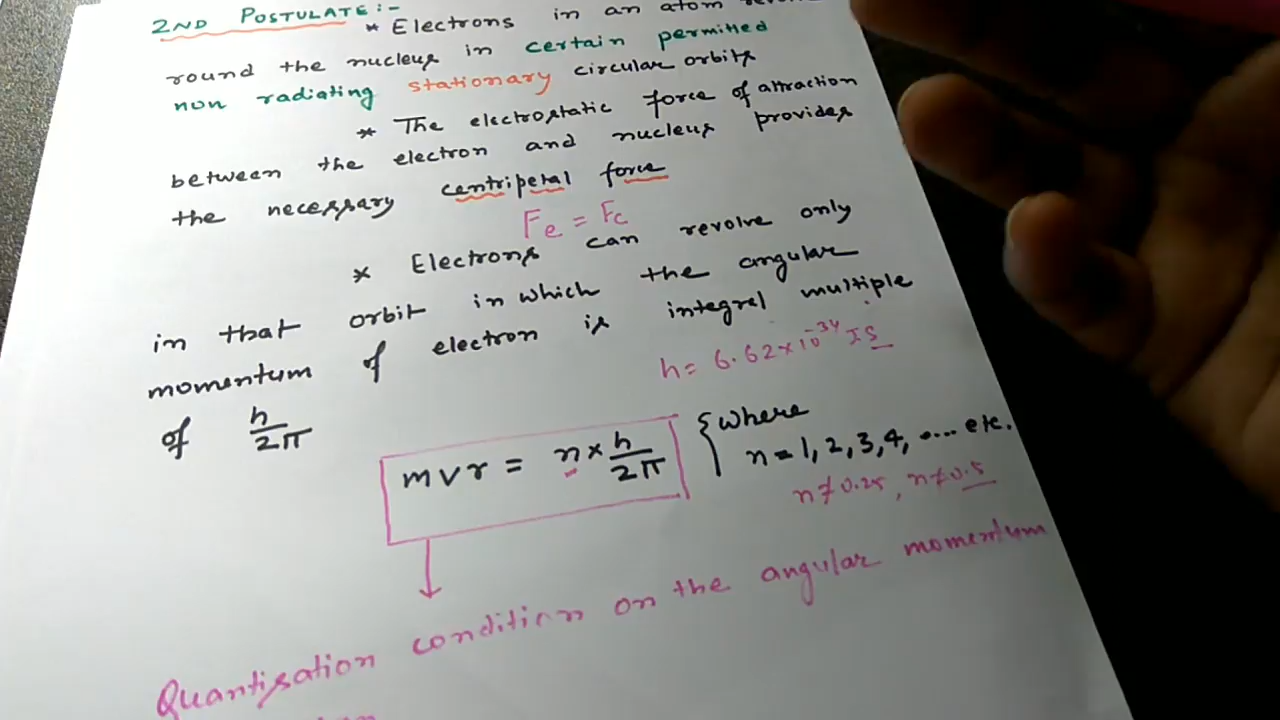 2ND POSTULATE:-
* Electrons in an atom
round the nucleus in certain permitted
non radiating stationary circular orbits
* The electrostatic force of attraction
between the electron and nucleus provides
the necessary centripetal force
Fe = Fc
* Electrons can revolve only
in that orbit in which the angular
momentum of electron is integral multiple
of h/2π
h = 6.62×10⁻³⁴ JS
mvr = n × h/2π { where
n = 1, 2, 3, 4, .... etc.
n ≠ 0.25, n ≠ 0.5
Quantisation condition on the angular momentum